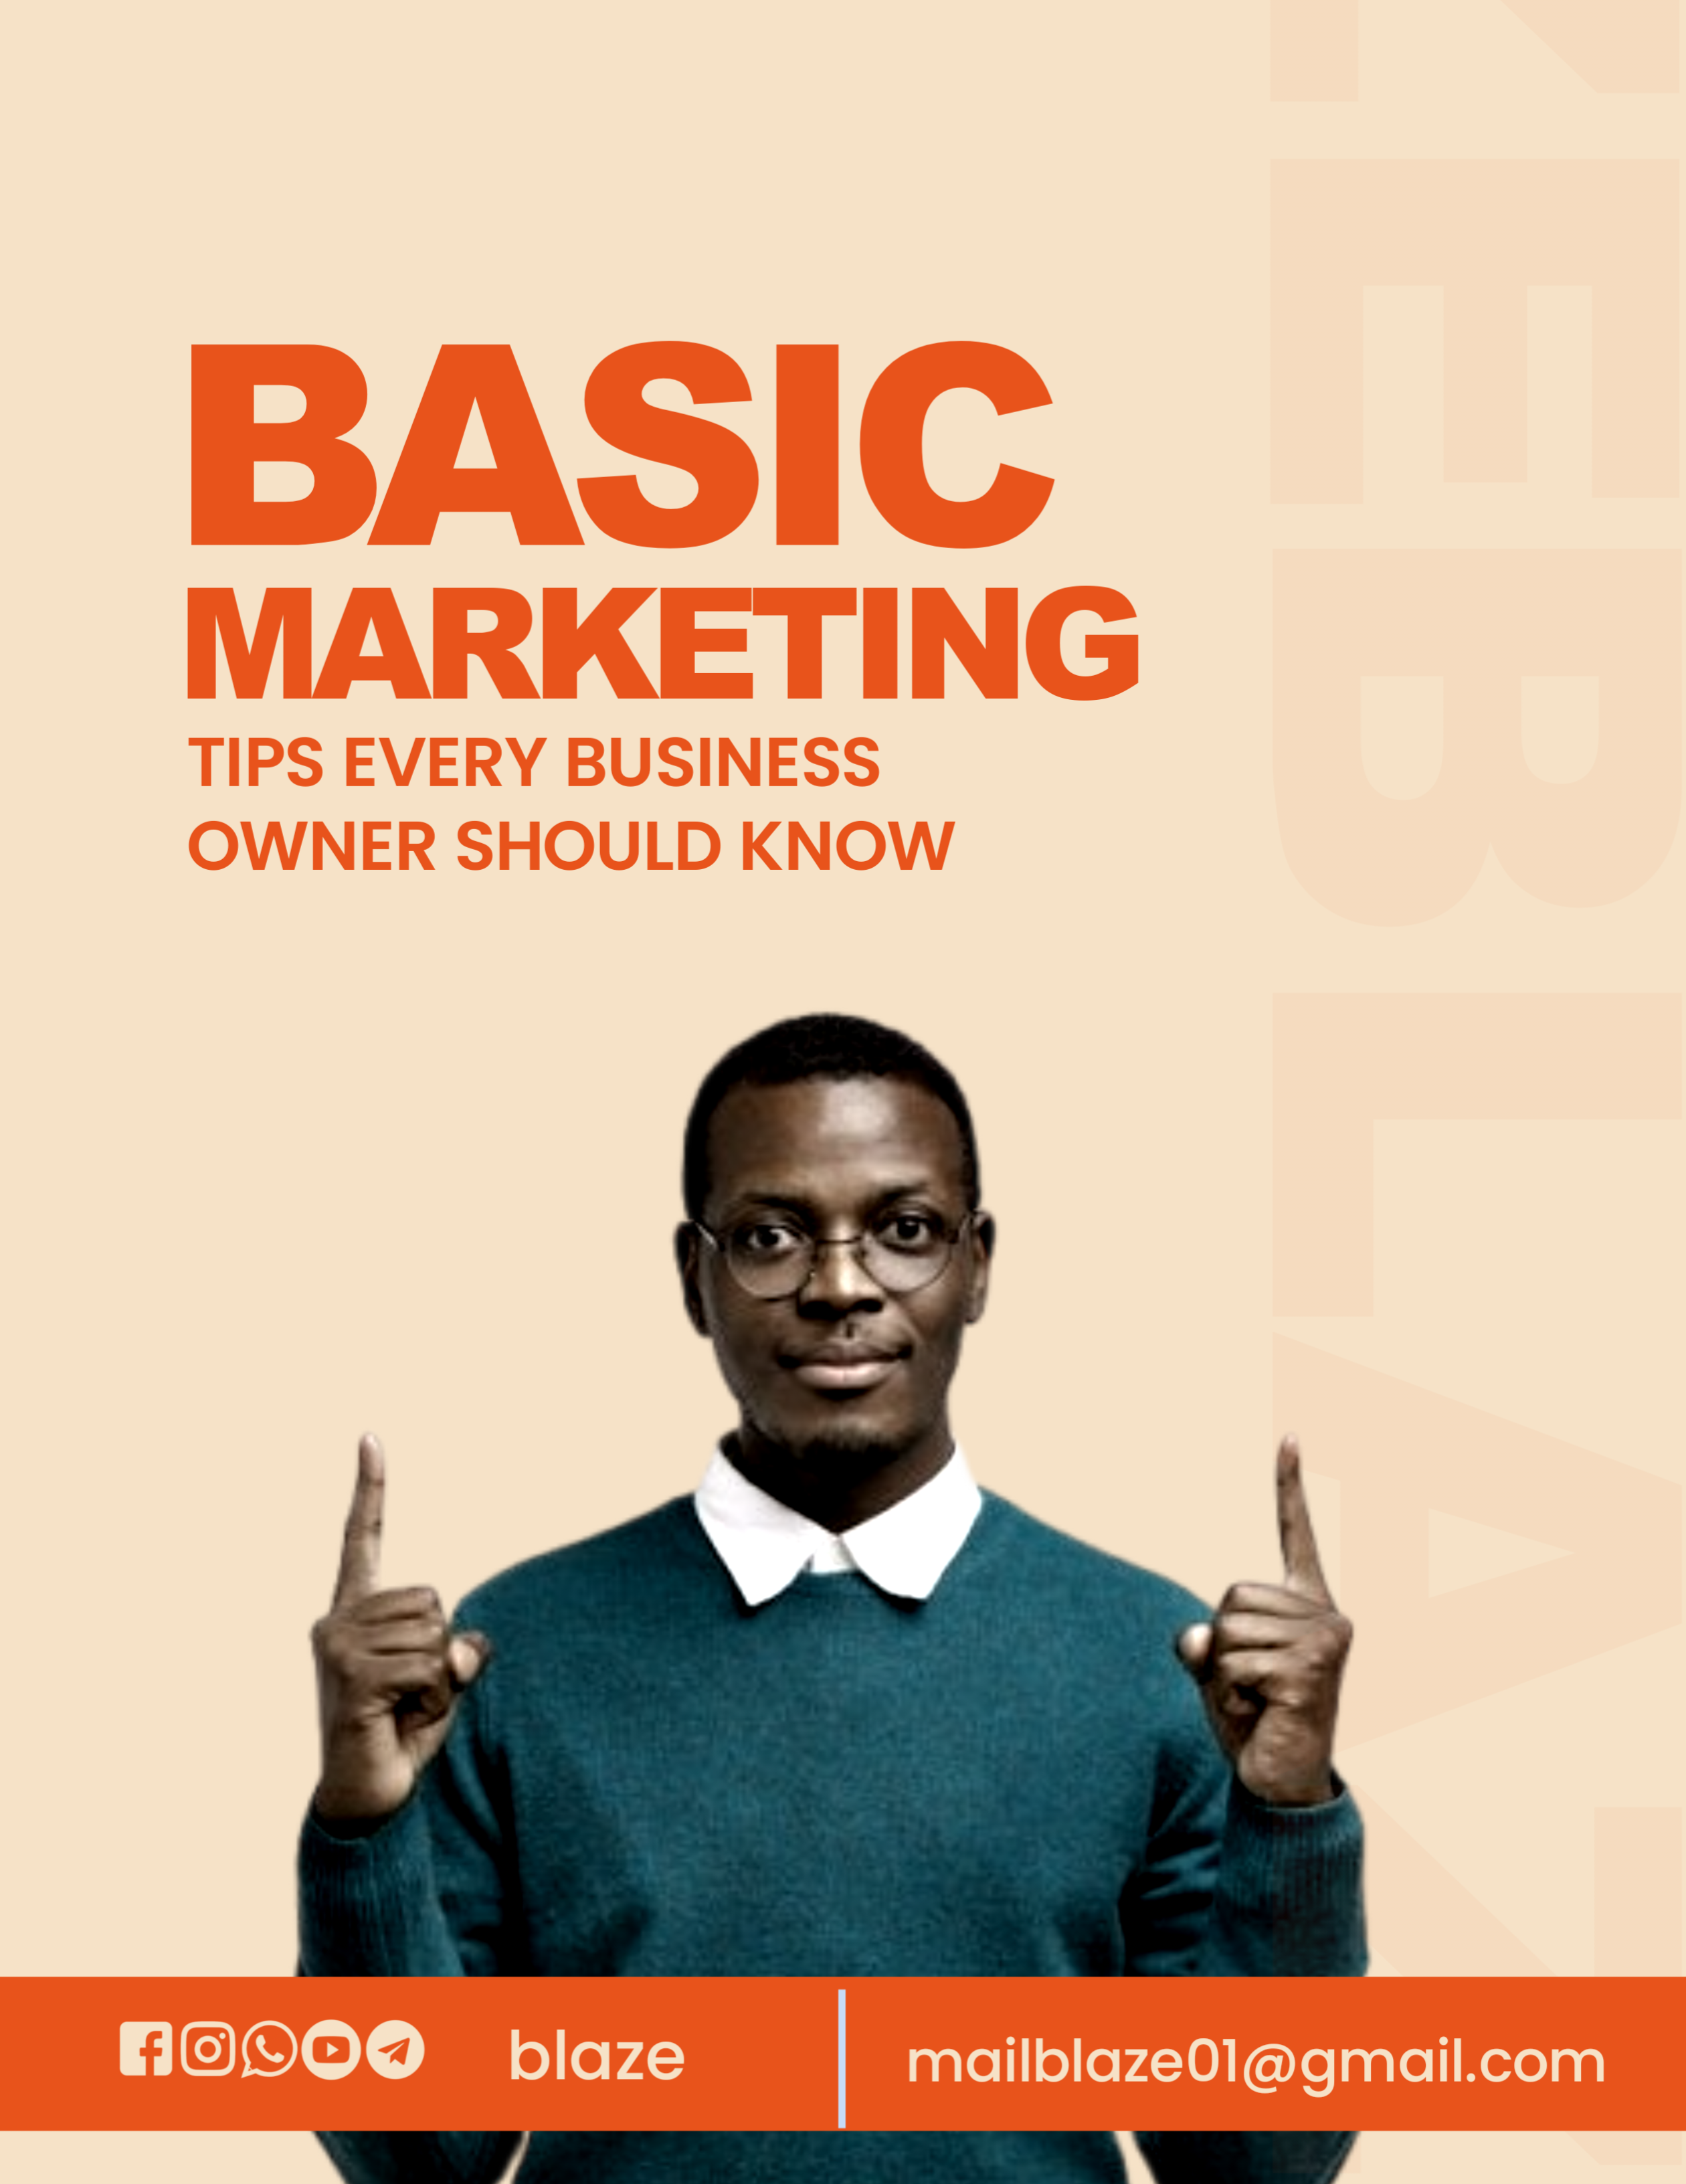 BASIC
MARKETING
TIPS EVERY BUSINESS
OWNER SHOULD KNOW
blaze
mailblaze01@gmail.com